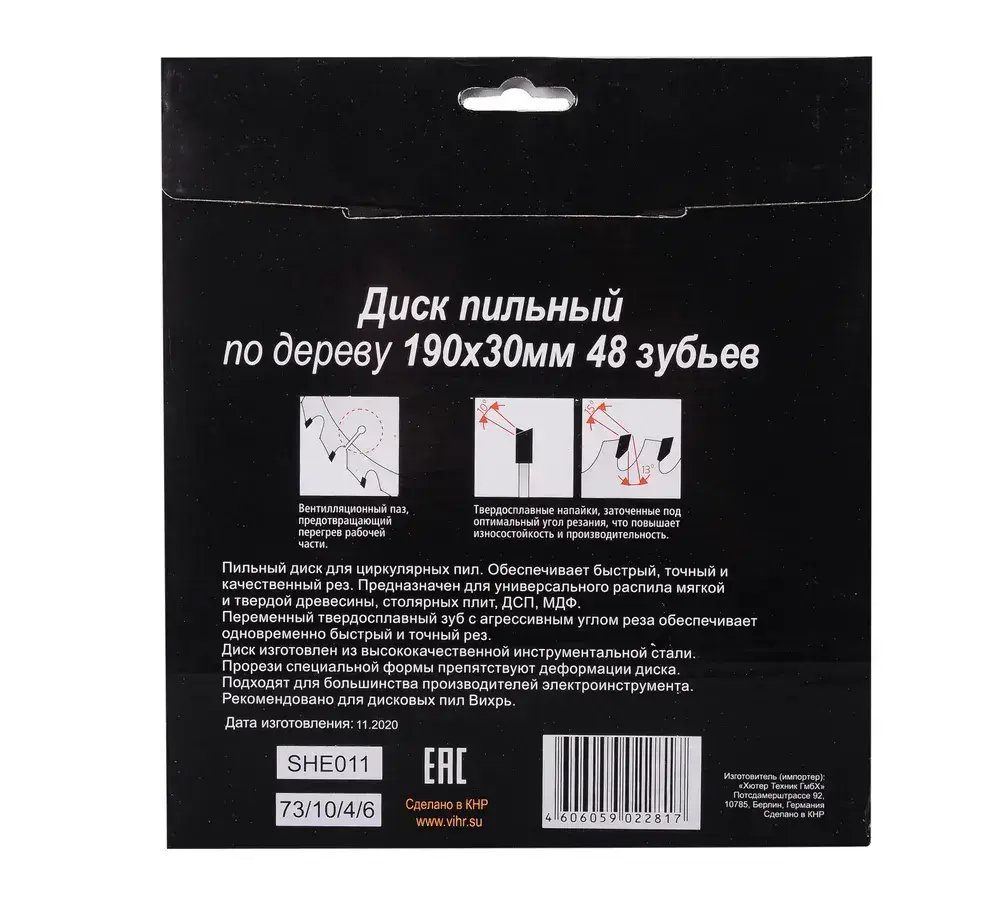 Диск пильный
по дереву 190х30мм 48 зубьев
10°
15°
13°
Вентилляционный паз,
предотвращающий
перегрев рабочей
части.
Твердосплавные напайки, заточенные под
оптимальный угол резания, что повышает
износостойкость и производительность.
Пильный диск для циркулярных пил. Обеспечивает быстрый, точный и
качественный рез. Предназначен для универсального распила мягкой
и твердой древесины, столярных плит, ДСП, МДФ.
Переменный твердосплавный зуб с агрессивным углом реза обеспечивает
одновременно быстрый и точный рез.
Диск изготовлен из высококачественной инструментальной стали.
Прорези специальной формы препятствуют деформации диска.
Подходят для большинства производителей электроинструмента.
Рекомендовано для дисковых пил Вихрь.
Дата изготовления: 11.2020
SHE011
73/10/4/6
EAC
Сделано в КНР
www.vihr.su
4 606059 022817
Изготовитель (импортер):
«Хютер Техник ГмбХ»
Потсдамерштрассе 92,
10785, Берлин, Германия
Сделано в КНР